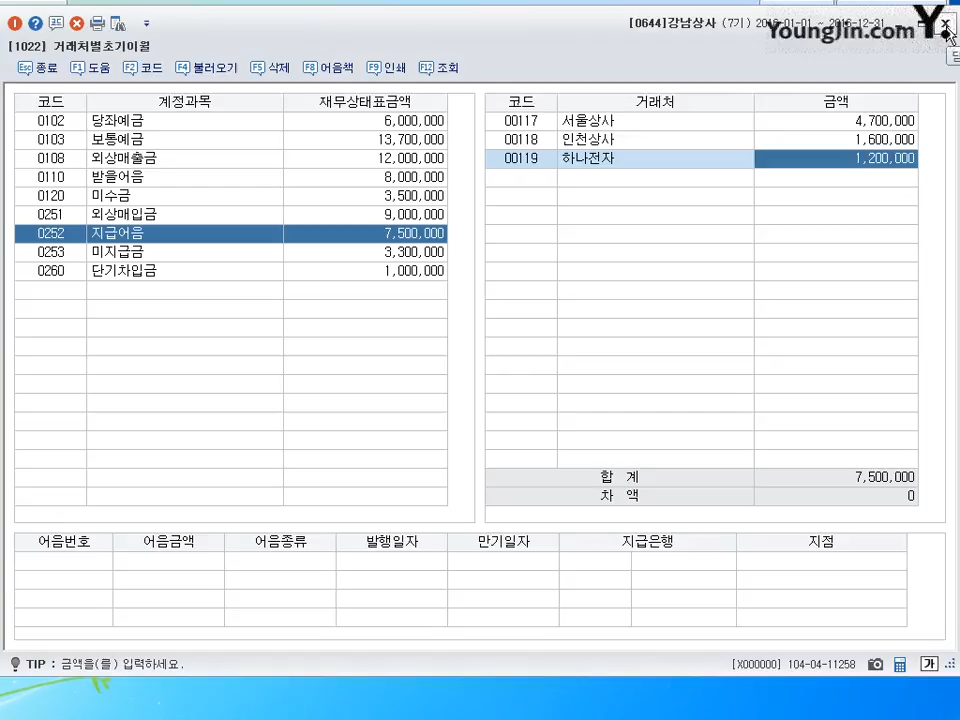 [0644]강남상사 (7기) 2016-01-01 ~ 2016-12-31
YoungJin.com Y.
[1022] 거래처별초기이월
Esc 종료 F1 도움 F2 코드 F4 불러오기 F5 삭제 F8 어음책 F9 인쇄 F12 조회
코드 계정과목 재무상태표금액
0102 당좌예금 6,000,000
0103 보통예금 13,700,000
0108 외상매출금 12,000,000
0110 받을어음 8,000,000
0120 미수금 3,500,000
0251 외상매입금 9,000,000
0252 지급어음 7,500,000
0253 미지급금 3,300,000
0260 단기차입금 1,000,000
코드 거래처 금액
00117 서울상사 4,700,000
00118 인천상사 1,600,000
00119 하나전자 1,200,000
합 계 7,500,000
차 액 0
어음번호 어음금액 어음종류 발행일자 만기일자 지급은행 지점
TIP : 금액을(를) 입력하세요.
[X000000] 104-04-11258 가